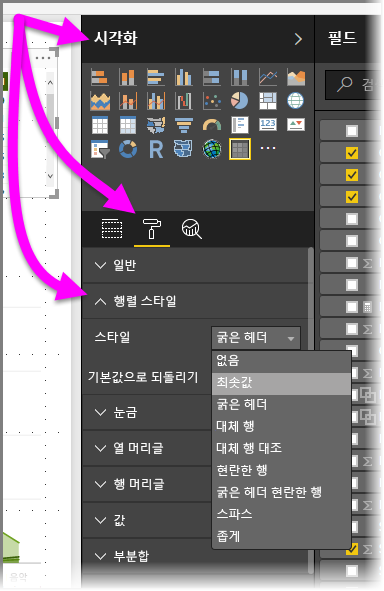 시각화
필드
검
123
R
일반
행렬 스타일
스타일
굵은 헤더
없음
최솟값
굵은 헤더
대체 행
대체 행 대조
현란한 행
굵은 헤더 현란한 행
스파스
좁게
기본값으로 되돌리기
눈금
열 머리글
행 머리글
값
부분합
음악